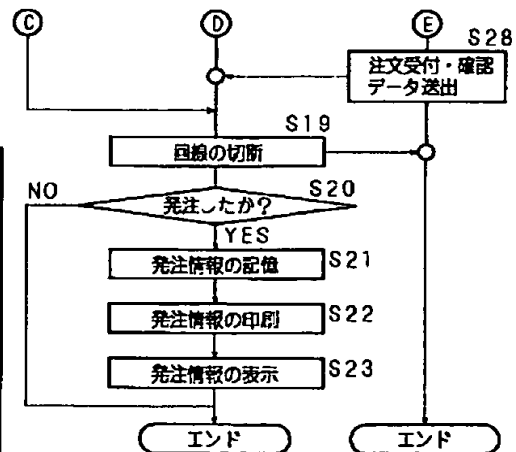 C
D
E
S28
注文受付・確認
データ送出
S19
回線の切断
S20
発注したか?
NO
YES
発注情報の記憶
S21
発注情報の印刷
S22
発注情報の表示
S23
エンド
エンド